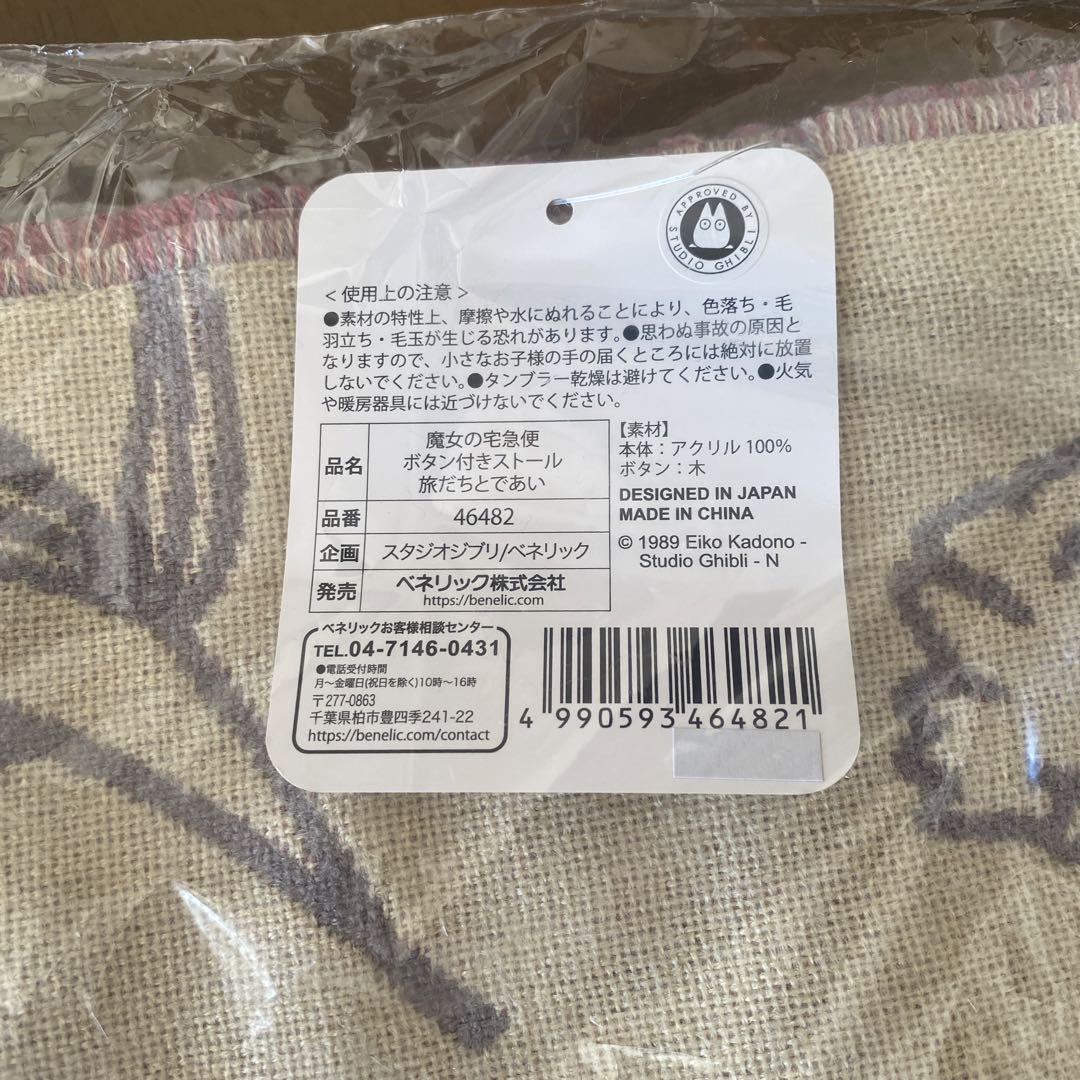 APPROVED BY
STUDIO GHIBLI
< 使用上の注意 >
●素材の特性上、摩擦や水にぬれることにより、色落ち・毛
羽立ち・毛玉が生じる恐れがあります。●思わぬ事故の原因と
なりますので、小さなお子様の手の届くところには絶対に放置
しないでください。●タンブラー乾燥は避けてください。●火気
や暖房器具には近づけないでください。
品名
魔女の宅急便
ボタン付きストール
旅だちとであい
品番 46482
企画 スタジオジブリ/ベネリック
発売 ベネリック株式会社
https://benelic.com
【素材】
本体：アクリル 100%
ボタン：木
DESIGNED IN JAPAN
MADE IN CHINA
© 1989 Eiko Kadono -
Studio Ghibli - N
ベネリックお客様相談センター
TEL.04-7146-0431
●電話受付時間
月～金曜日(祝日を除く)10時～16時
〒277-0863
千葉県柏市豊四季241-22
https://benelic.com/contact
4 990593 464821